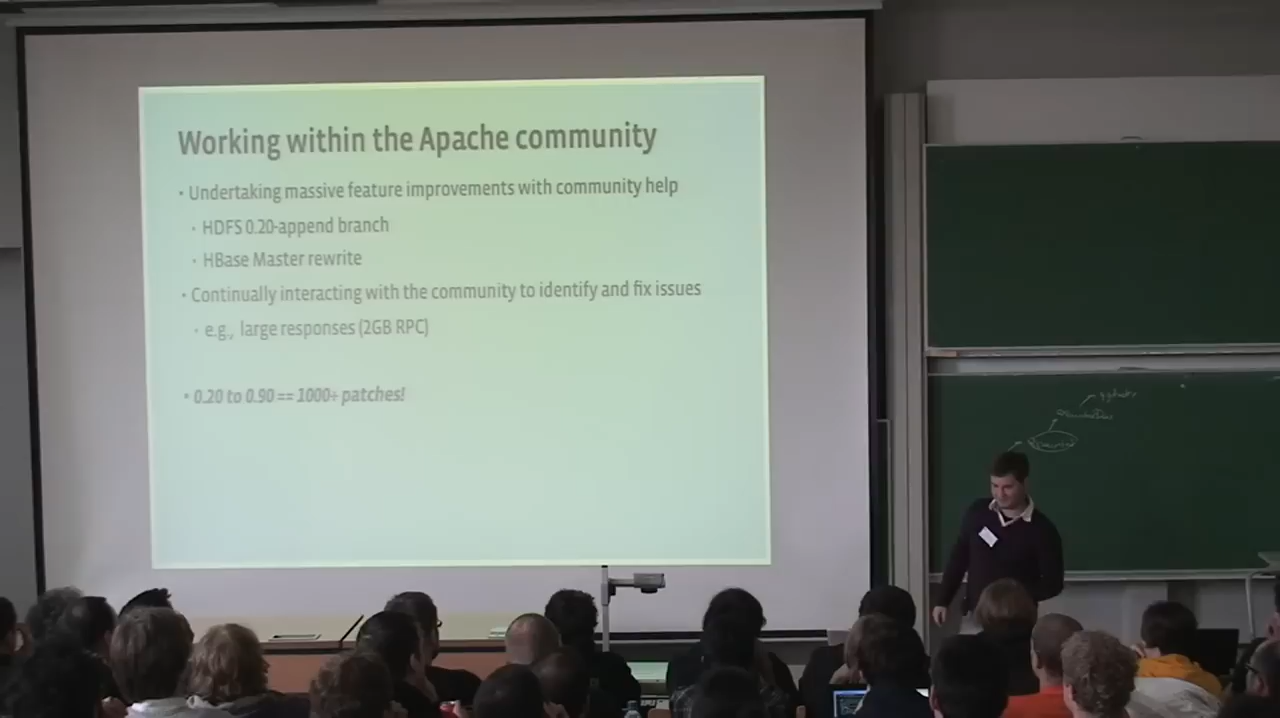 Working within the Apache community
• Undertaking massive feature improvements with community help
• HDFS 0.20-append branch
• HBase Master rewrite
• Continually interacting with the community to identify and fix issues
• e.g., large responses (2GB RPC)
• 0.20 to 0.90 == 1000+ patches!